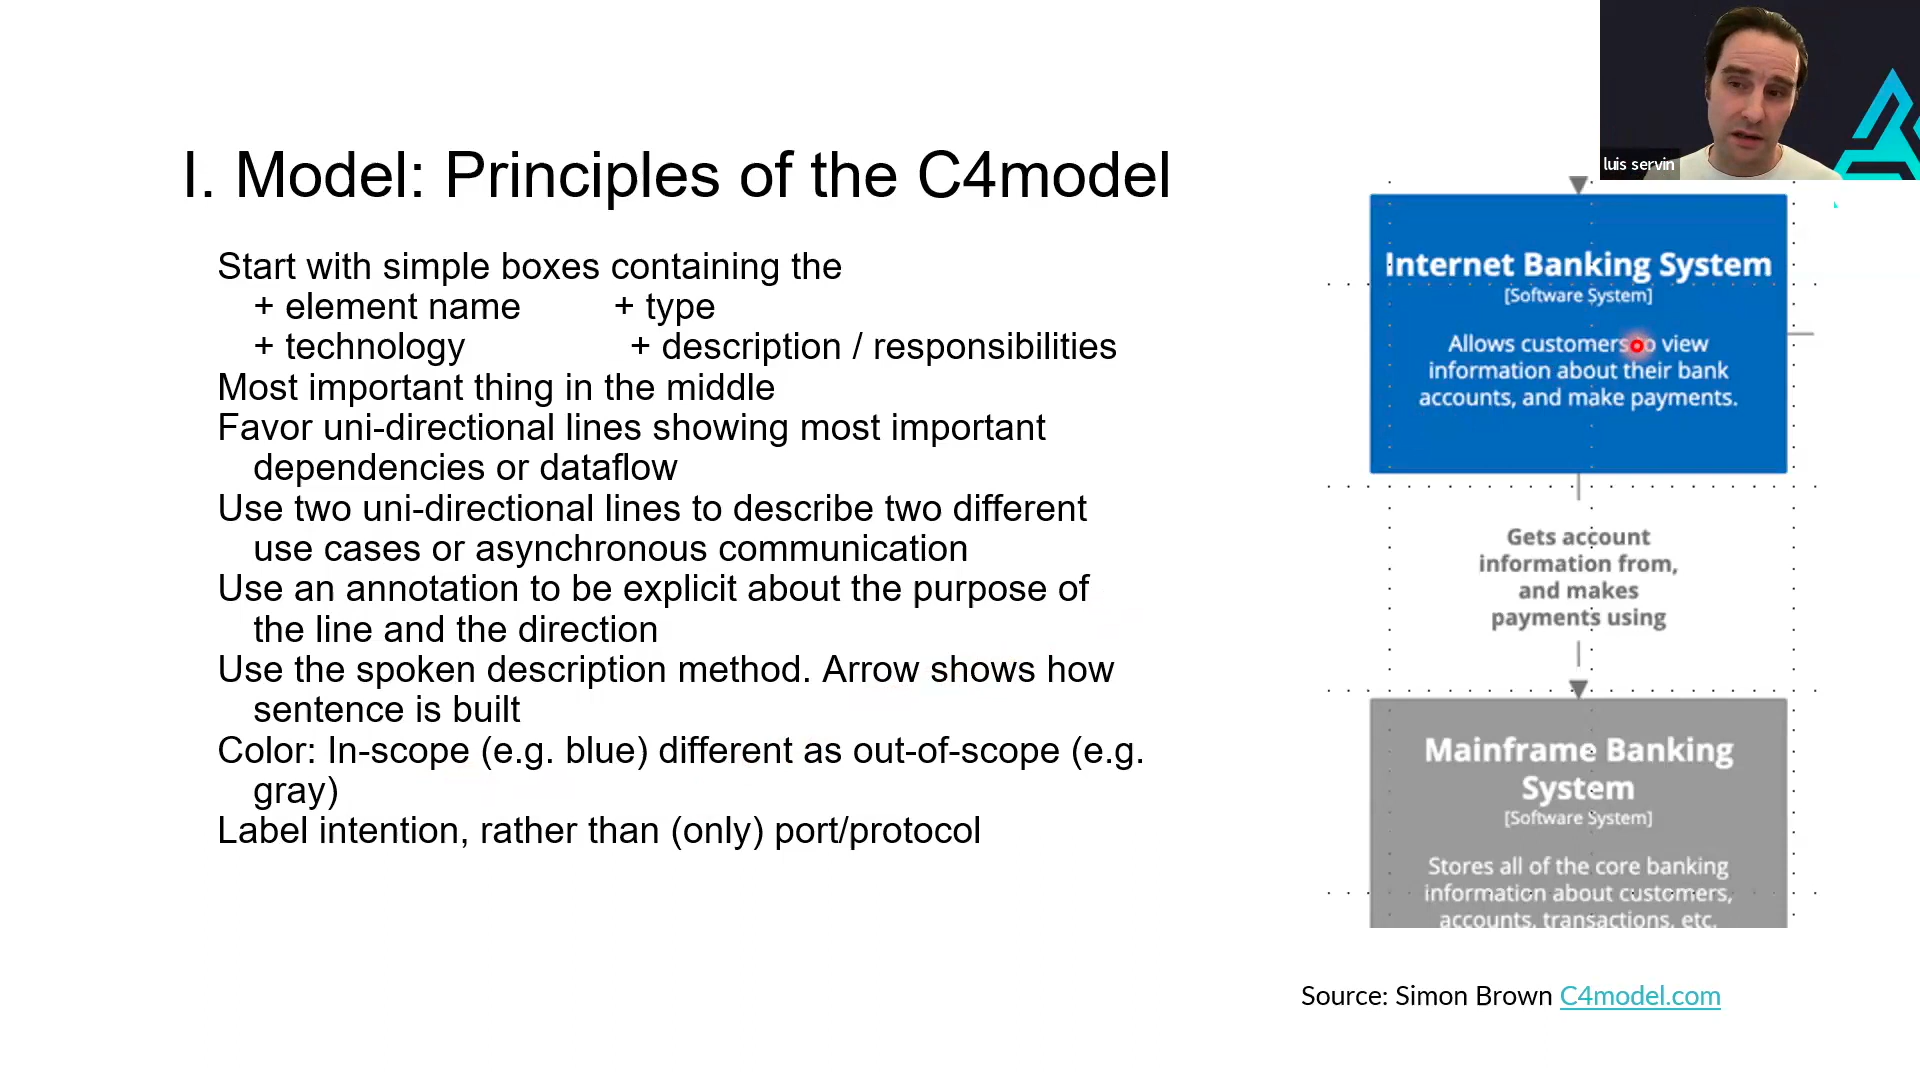 luis servin
I. Model: Principles of the C4model
Start with simple boxes containing the
+ element name + type
+ technology + description / responsibilities
Most important thing in the middle
Favor uni-directional lines showing most important
dependencies or dataflow
Use two uni-directional lines to describe two different
use cases or asynchronous communication
Use an annotation to be explicit about the purpose of
the line and the direction
Use the spoken description method. Arrow shows how
sentence is built
Color: In-scope (e.g. blue) different as out-of-scope (e.g.
gray)
Label intention, rather than (only) port/protocol
Internet Banking System
[Software System]
Allows customers to view
information about their bank
accounts, and make payments.
Gets account
information from,
and makes
payments using
Mainframe Banking
System
[Software System]
Stores all of the core banking
information about customers,
accounts, transactions, etc.
Source: Simon Brown C4model.com